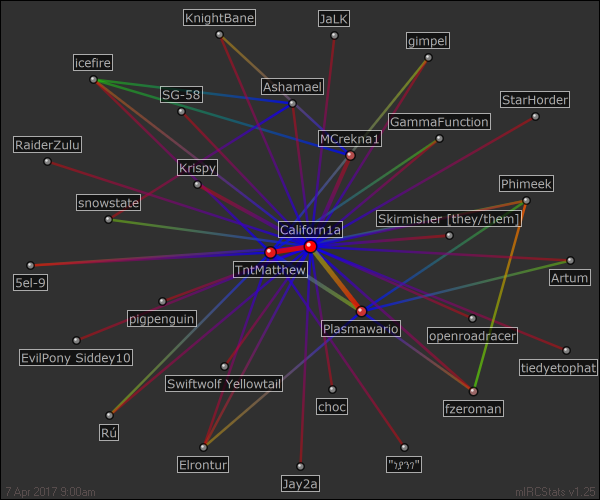 KnightBane
JaLK
gimpel
icefire
Ashamael
SG-58
StarHorder
GammaFunction
MCrekna1
RaiderZulu
Krispy
Phimeek
snowstate
Skirmisher [they/them]
Californ1a
TntMatthew
5el-9
Artum
pigpenguin
Plasmawario
openroadracer
EvilPony Siddey10
tiedyetophat
Swiftwolf Yellowtail
choc
fzeroman
Rú
Elrontur
Jay2a
7 Apr 2017 9:00am
mIRCStats v1.25